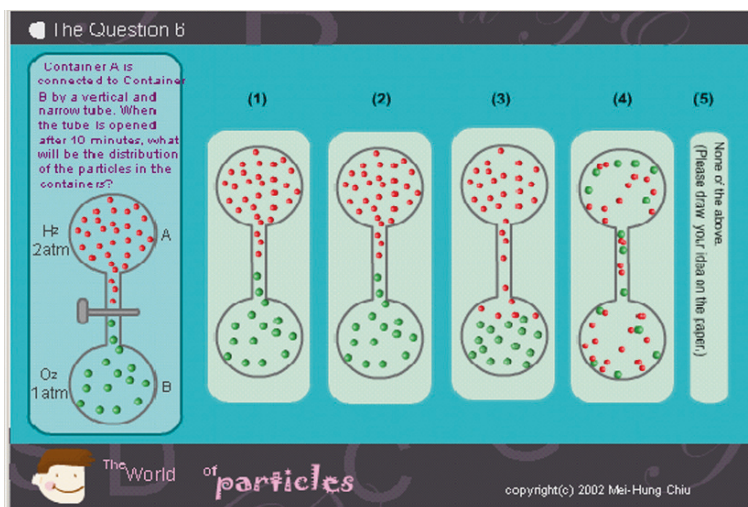 The Question 6
Container A is
connected to Container
B by a vertical and
narrow tube. When
the tube is opened
after 10 minutes, what
will be the distribution
of the particles in the
containers?
H2
2atm
A
O2
1atm
B
(1)
(2)
(3)
(4)
(5)
None of the above.
(Please draw your idea on the paper.)
The World of particles
copyright(c) 2002 Mei-Hung Chiu